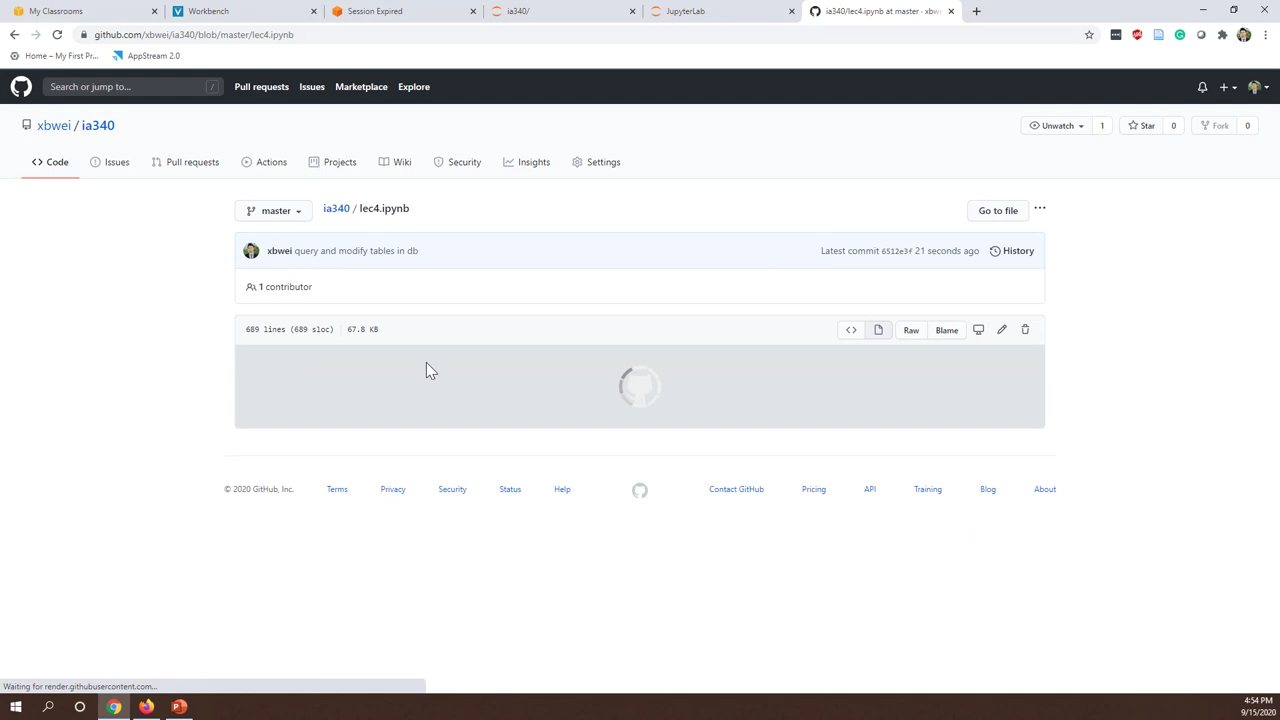 My Classrooms
Workbench
Session Expired
ia340/
JupyterLab
ia340/lec4.ipynb at master · xbw
github.com/xbwei/ia340/blob/master/lec4.ipynb
Home – My First Pr...
AppStream 2.0
Search or jump to...
/
Pull requests
Issues
Marketplace
Explore
xbwei / ia340
Unwatch
1
Star
0
Fork
0
Code
Issues
Pull requests
Actions
Projects
Wiki
Security
Insights
Settings
master
ia340 / lec4.ipynb
Go to file
xbwei query and modify tables in db
Latest commit 6512e3f 21 seconds ago
History
1 contributor
689 lines (689 sloc)
67.8 KB
Raw
Blame
© 2020 GitHub, Inc.
Terms
Privacy
Security
Status
Help
Contact GitHub
Pricing
API
Training
Blog
About
Waiting for render.githubusercontent.com...
4:54 PM
9/15/2020